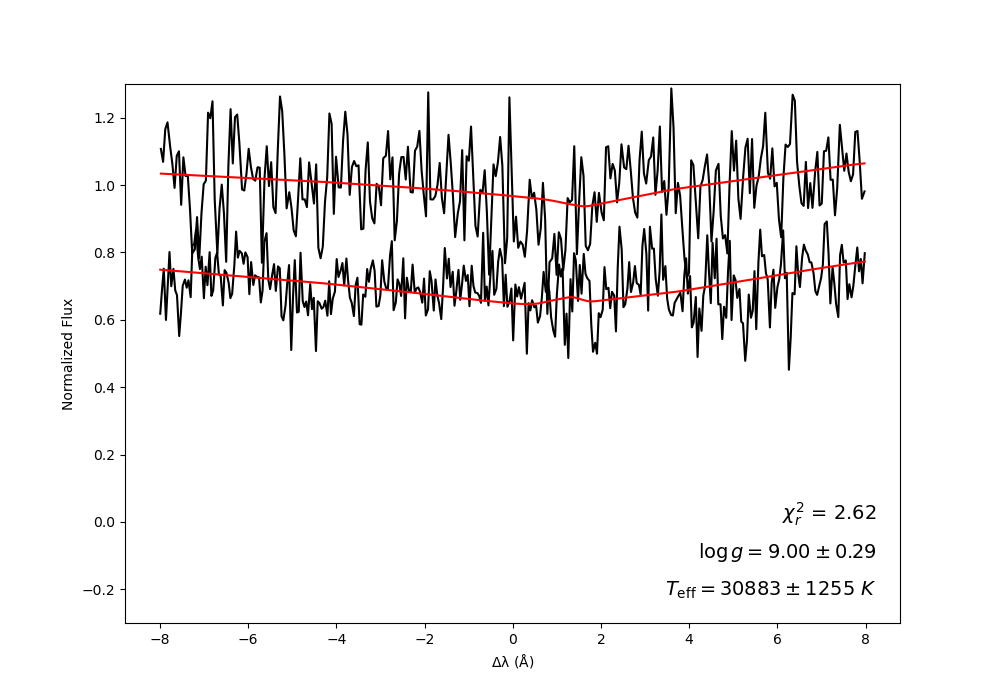 1.2
1.0
0.8
0.6
0.4
0.2
0.0
−0.2
Normalized Flux
χ²ᵣ = 2.62
log g = 9.00 ± 0.29
T_eff = 30883 ± 1255 K
−8 −6 −4 −2 0 2 4 6 8
Δλ (Å)